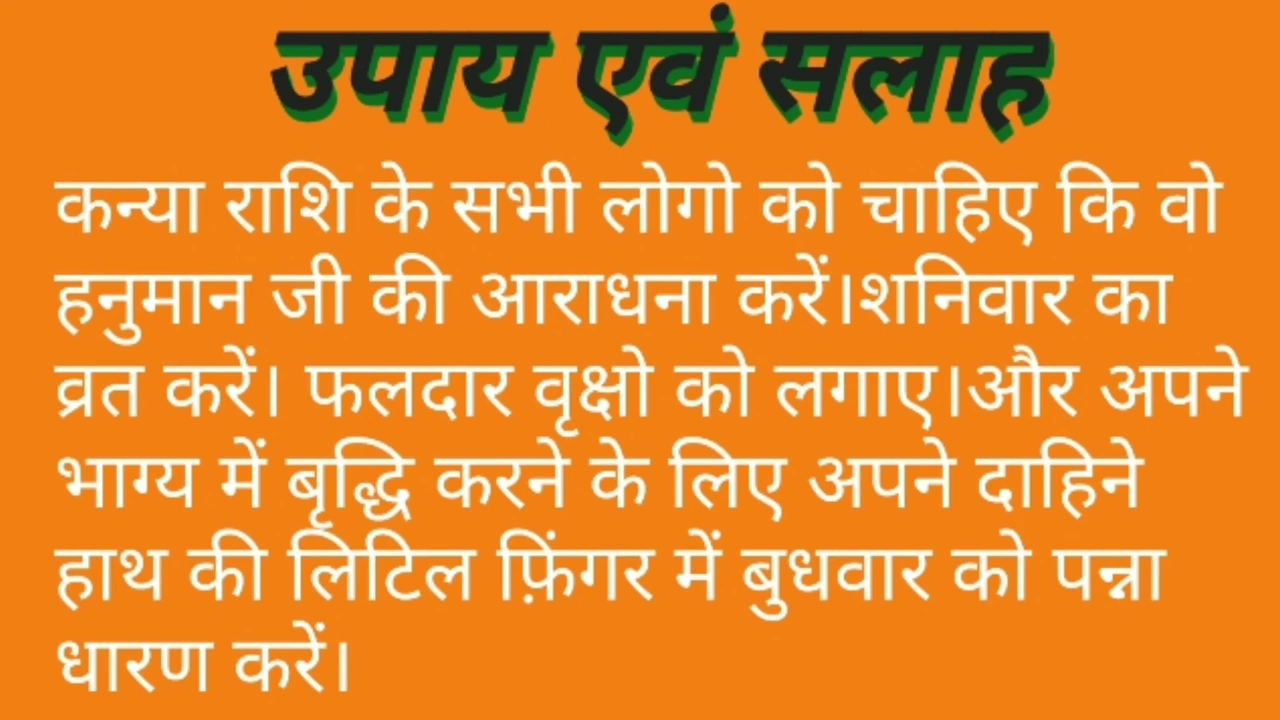 उपाय एवं सलाह
कन्या राशि के सभी लोगो को चाहिए कि वो
हनुमान जी की आराधना करें।शनिवार का
व्रत करें। फलदार वृक्षो को लगाए।और अपने
भाग्य में बृद्धि करने के लिए अपने दाहिने
हाथ की लिटिल फ़िंगर में बुधवार को पन्ना
धारण करें।